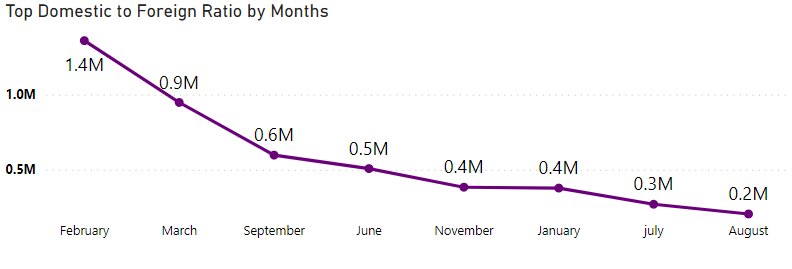 Top Domestic to Foreign Ratio by Months
1.4M
0.9M
1.0M
0.6M
0.5M
0.4M
0.4M
0.3M
0.2M
0.5M
February March September June November January july August